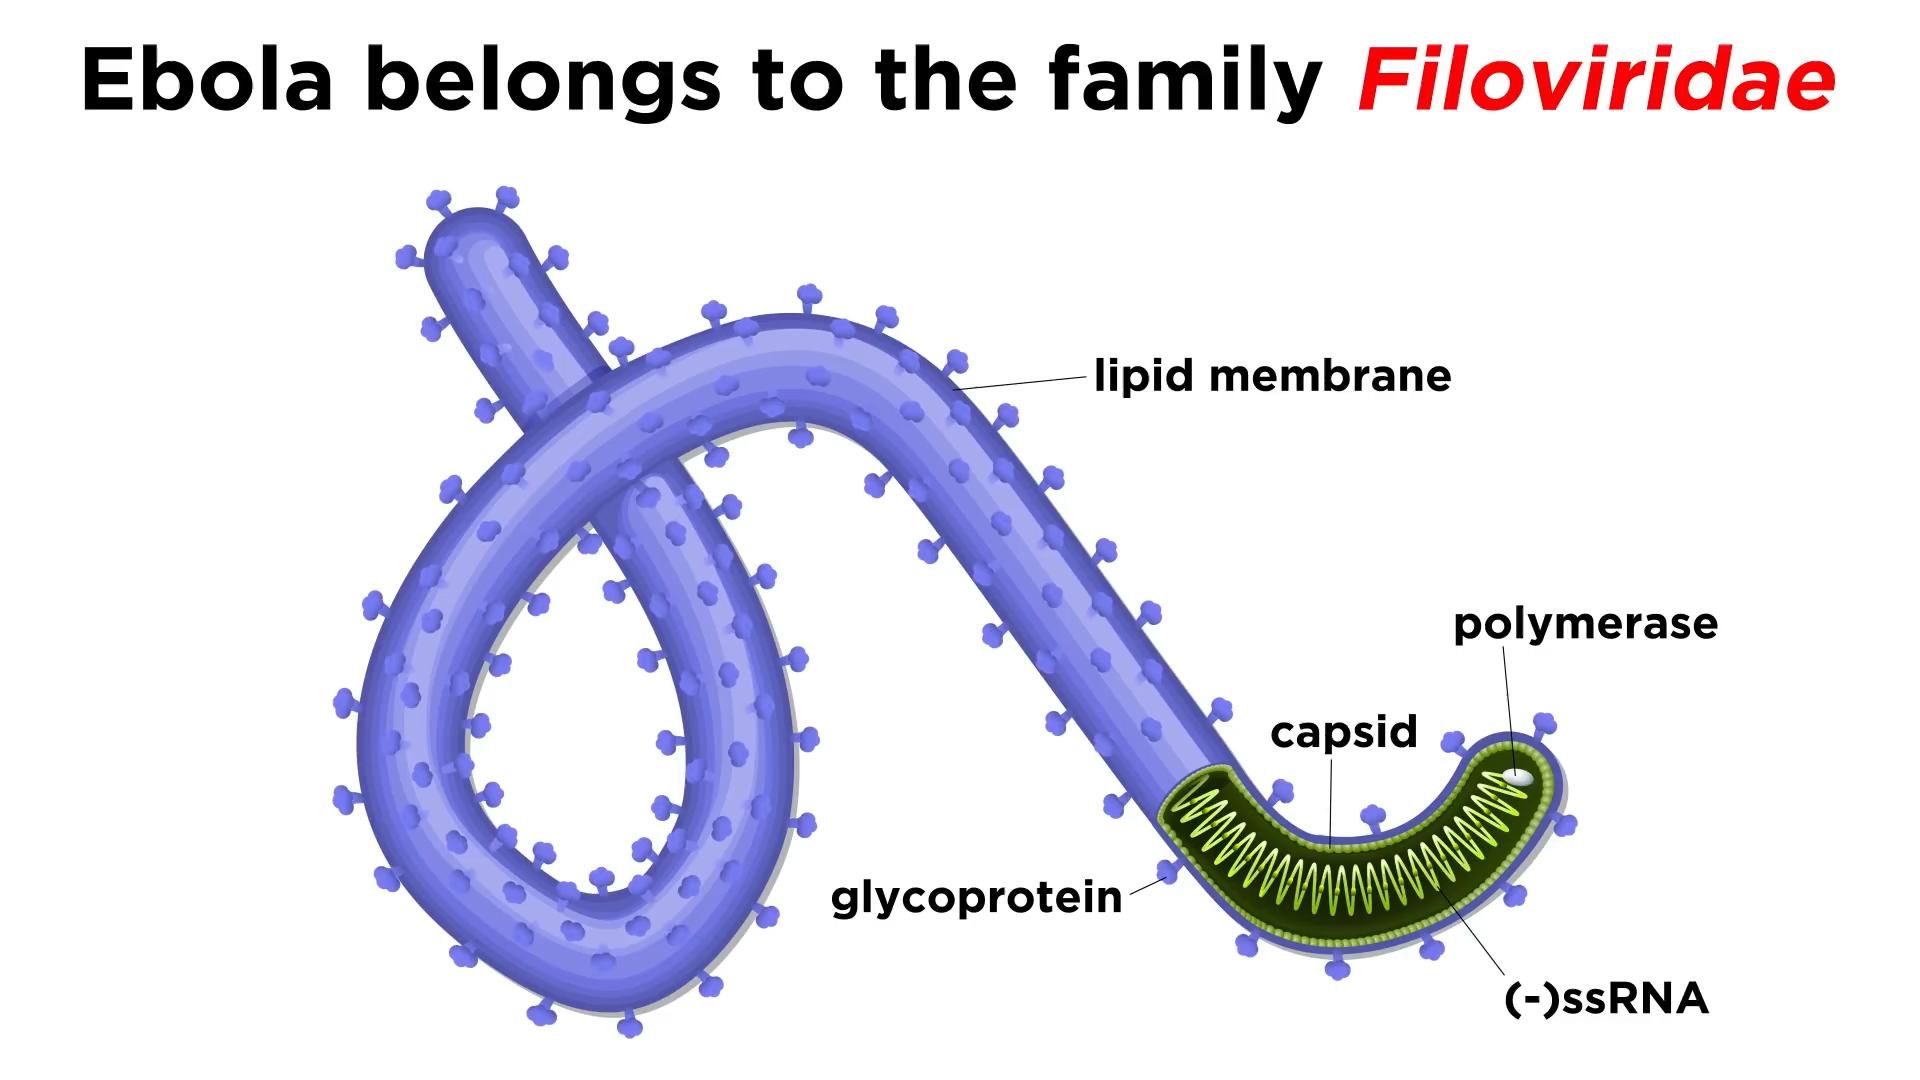 Ebola belongs to the family Filoviridae
lipid membrane
polymerase
capsid
glycoprotein
(-)ssRNA